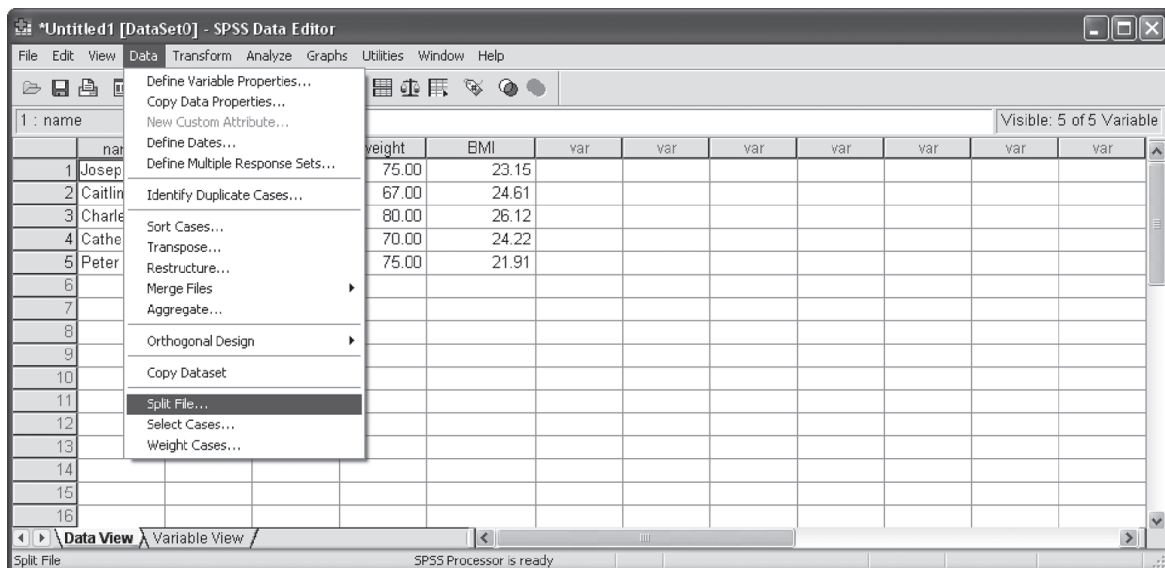 *Untitled1 [DataSet0] - SPSS Data Editor
File Edit View Data Transform Analyze Graphs Utilities Window Help
1 : name
Visible: 5 of 5 Variable
Define Variable Properties...
Copy Data Properties...
New Custom Attribute...
Define Dates...
Define Multiple Response Sets...
Identify Duplicate Cases...
Sort Cases...
Transpose...
Restructure...
Merge Files
Aggregate...
Orthogonal Design
Copy Dataset
Split File...
Select Cases...
Weight Cases...
nar veight BMI var var var var var var var
1 Josep 75.00 23.15
2 Caitlin 67.00 24.61
3 Charle 80.00 26.12
4 Cathe 70.00 24.22
5 Peter 75.00 21.91
6
7
8
9
10
11
12
13
14
15
16
Data View Variable View
Split File SPSS Processor is ready